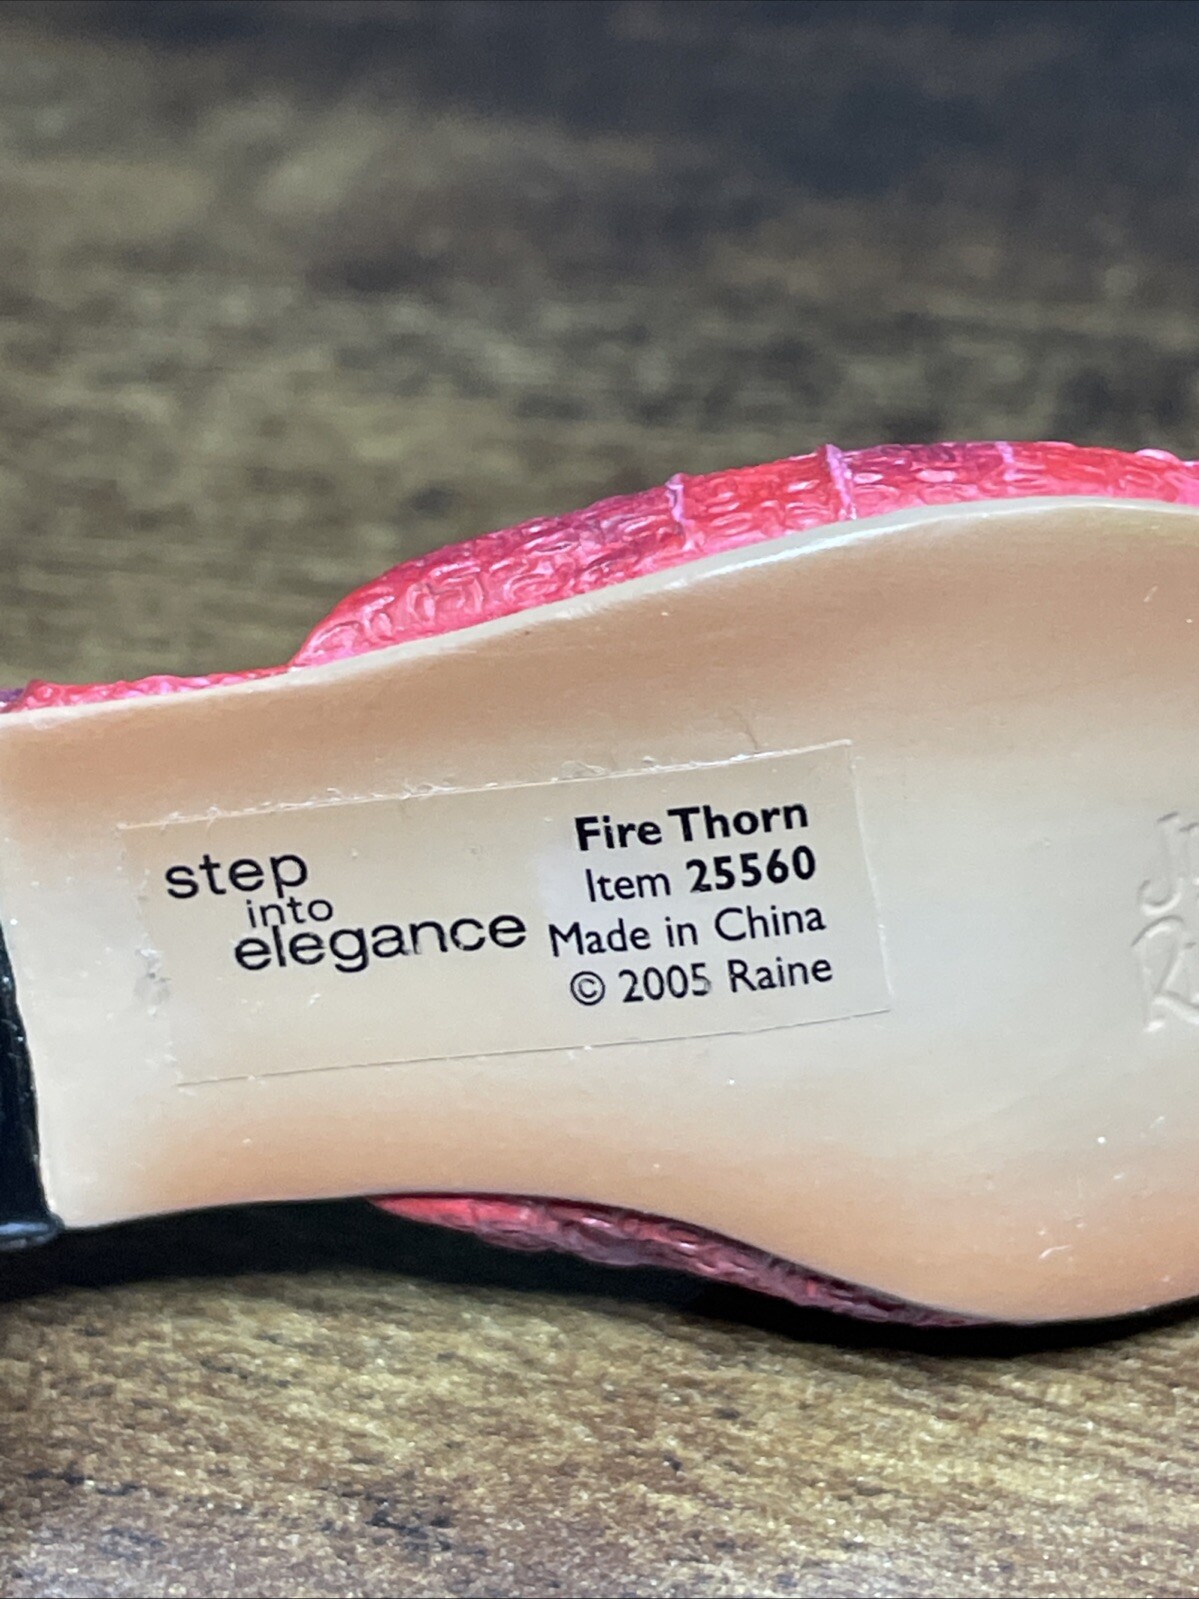 step
into
elegance
Fire Thorn
Item 25560
Made in China
© 2005 Raine